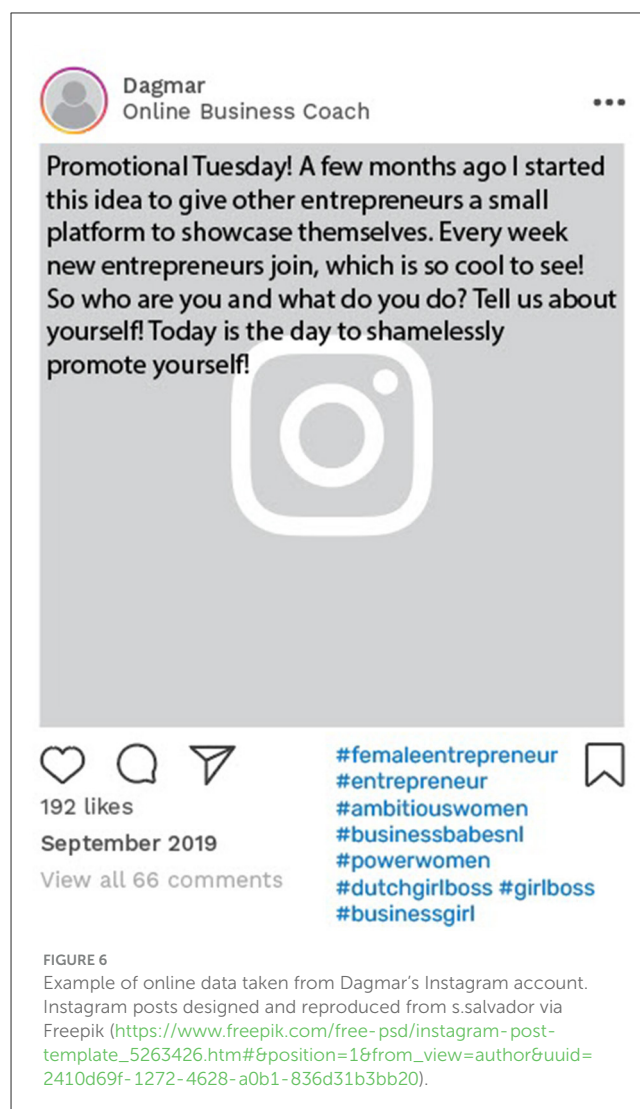 Dagmar
Online Business Coach
Promotional Tuesday! A few months ago I started
this idea to give other entrepreneurs a small
platform to showcase themselves. Every week
new entrepreneurs join, which is so cool to see!
So who are you and what do you do? Tell us about
yourself! Today is the day to shamelessly
promote yourself!
192 likes
September 2019
View all 66 comments
#femaleentrepreneur
#entrepreneur
#ambitiouswomen
#businessbabesnl
#powerwomen
#dutchgirlboss #girlboss
#businessgirl
FIGURE 6
Example of online data taken from Dagmar's Instagram account.
Instagram posts designed and reproduced from s.salvador via
Freepik (https://www.freepik.com/free-psd/instagram-post-
template_5263426.htm#&position=1&from_view=author&uuid=
2410d69f-1272-4628-a0b1-836d31b3bb20).